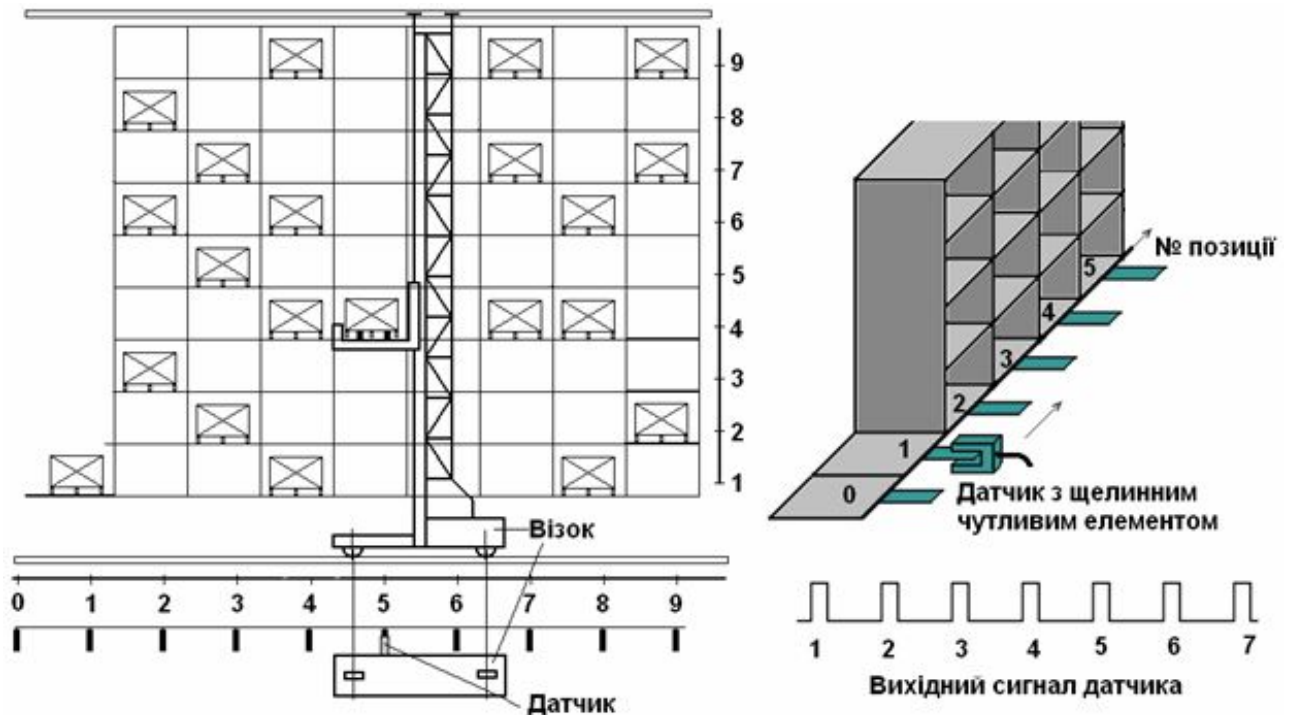 9
8
7
6
5
4
3
2
1
Візок
0 1 2 3 4 5 6 7 8 9
Датчик
№ позиції
5
4
3
2
1
0
Датчик з щелинним
чутливим елементом
1 2 3 4 5 6 7
Вихідний сигнал датчика